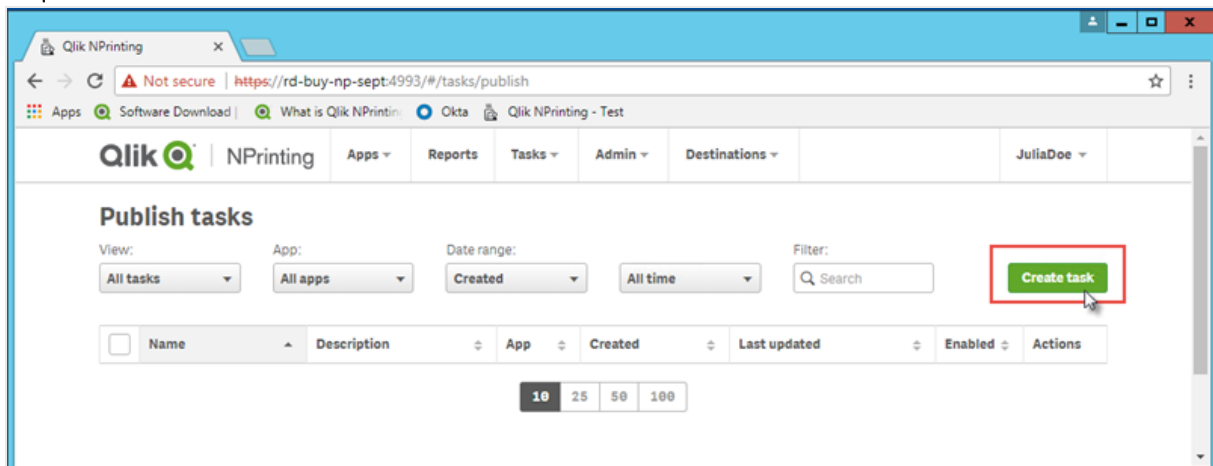 Qlik NPrinting
Not secure | https://rd-buy-np-sept:4993/#/tasks/publish
Apps Software Download | What is Qlik NPrinting Okta Qlik NPrinting - Test
Qlik NPrinting Apps Reports Tasks Admin Destinations JuliaDoe
Publish tasks
View: App: Date range: Filter:
All tasks All apps Created All time Search Create task
Name Description App Created Last updated Enabled Actions
10 25 50 100